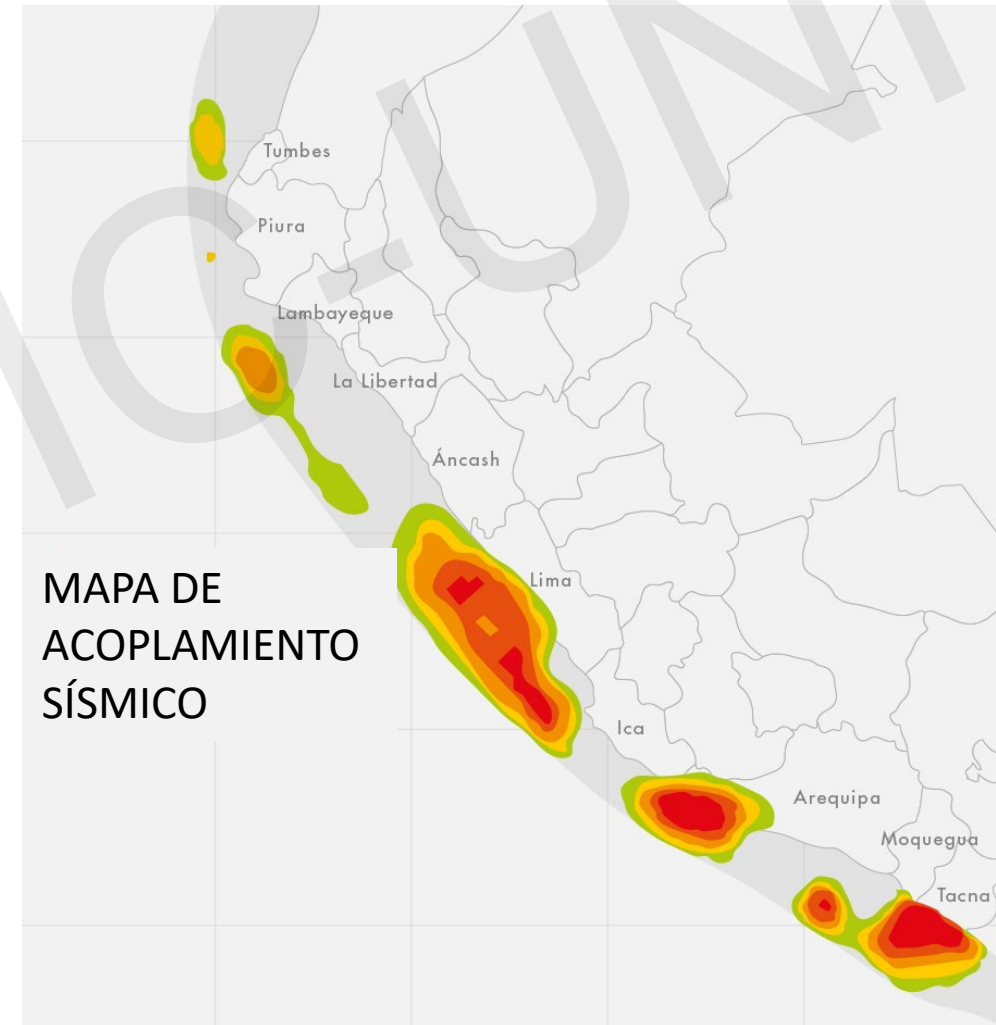 Tumbes
Piura
Lambayeque
La Libertad
Áncash
Lima
MAPA DE
ACOPLAMIENTO
SÍSMICO
Ica
Arequipa
Moquegua
Tacna